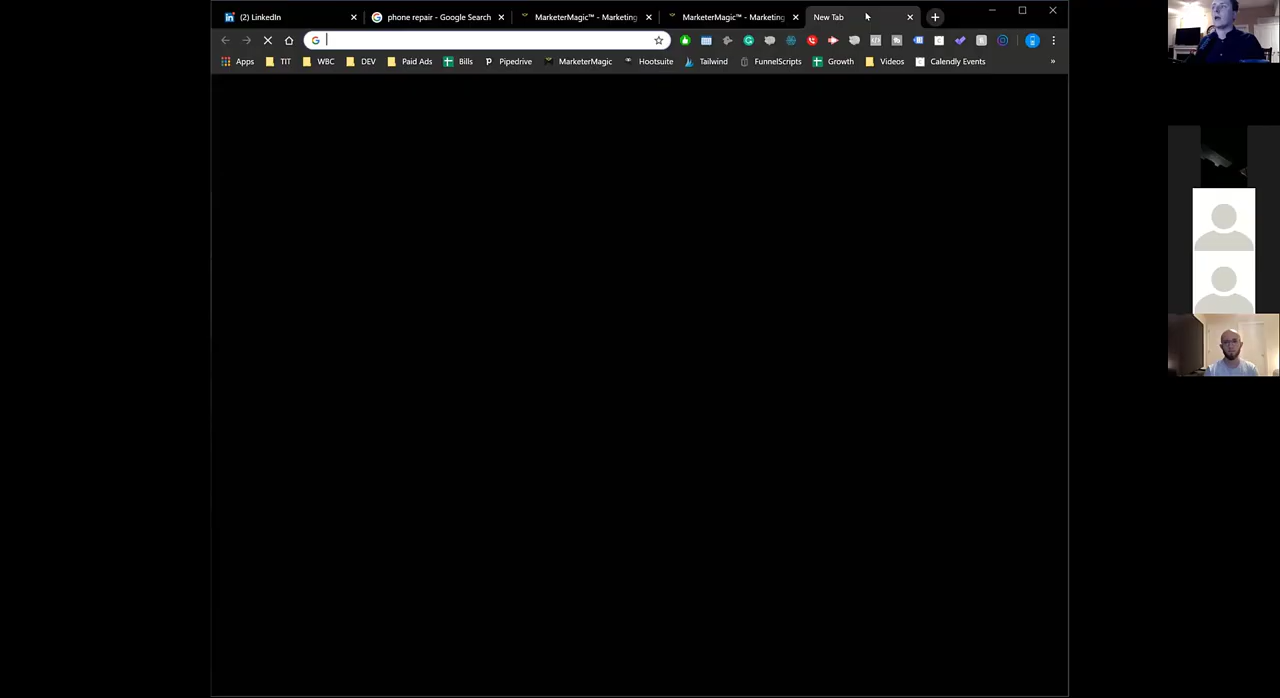 (2) LinkedIn
phone repair - Google Search
MarketerMagic™ - Marketing
MarketerMagic™ - Marketing
New Tab
Apps TIT WBC DEV Paid Ads Bills Pipedrive MarketerMagic Hootsuite Tailwind FunnelScripts Growth Videos Calendly Events »